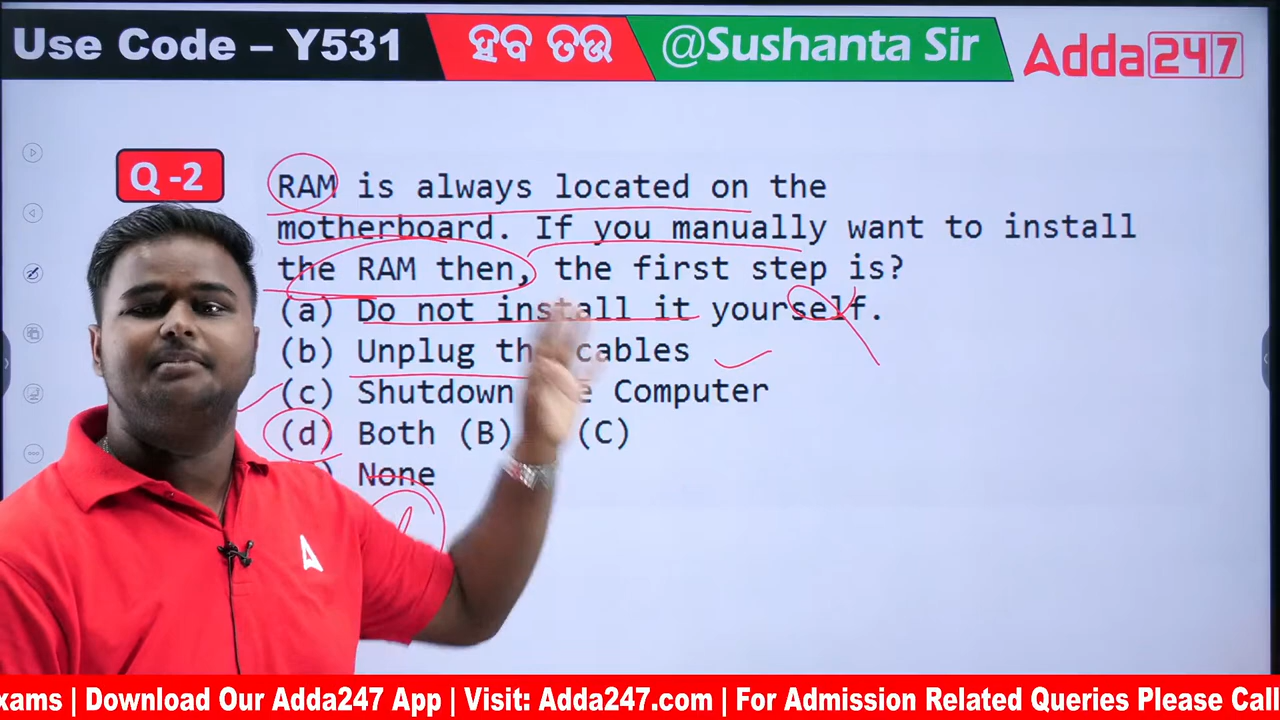 Use Code – Y531
ହବ ତଉ
@Sushanta Sir
Adda247
Q -2
RAM is always located on the
motherboard. If you manually want to install
the RAM then, the first step is?
(a) Do not install it yourself.
(b) Unplug the cables
(c) Shutdown Computer
(d) Both (B) (C)
None
xams | Download Our Adda247 App | Visit: Adda247.com | For Admission Related Queries Please Call